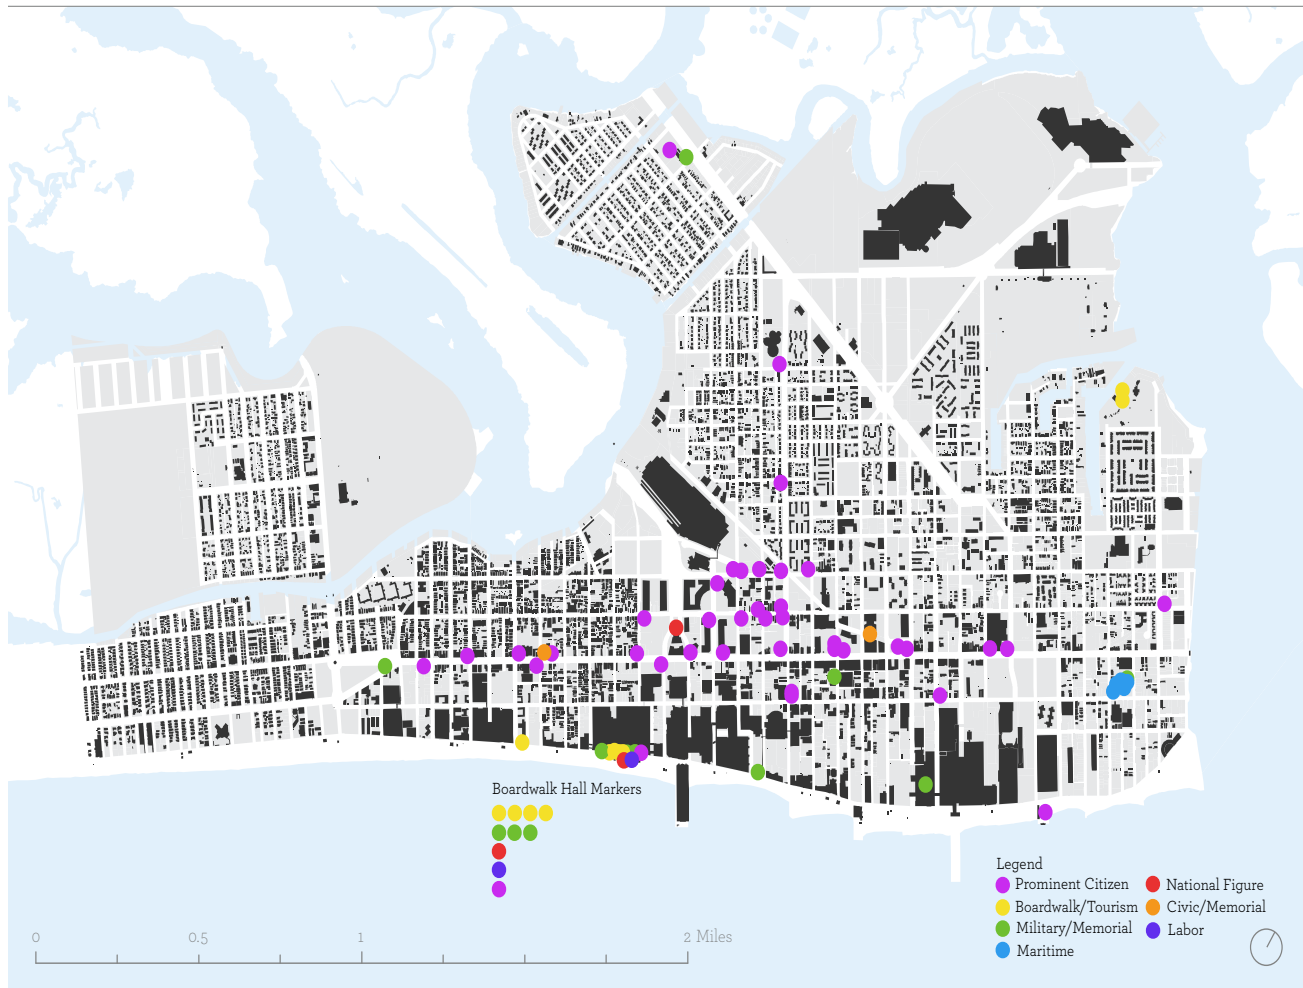 Boardwalk Hall Markers
Legend
Prominent Citizen
Boardwalk/Tourism
Military/Memorial
Maritime
National Figure
Civic/Memorial
Labor
0 0.5 1 2 Miles